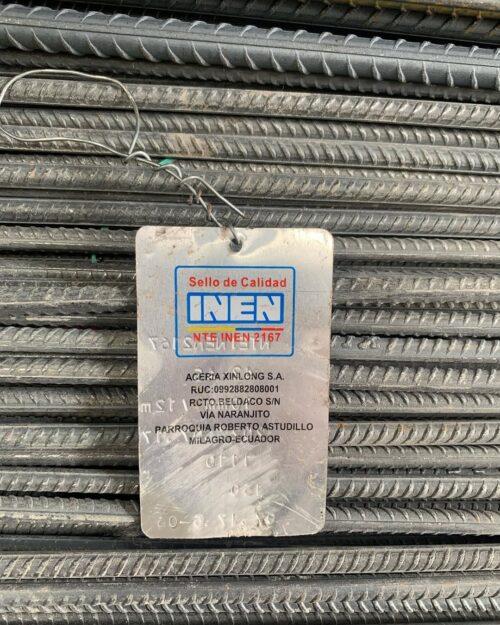 Sello de Calidad
INEN
NTE INEN 2167
ACERIA XINLONG S.A.
RUC:0992882808001
RCTO.BELDACO S/N
VÍA NARANJITO
PARROQUIA ROBERTO ASTUDILLO
MILAGRO-ECUADOR